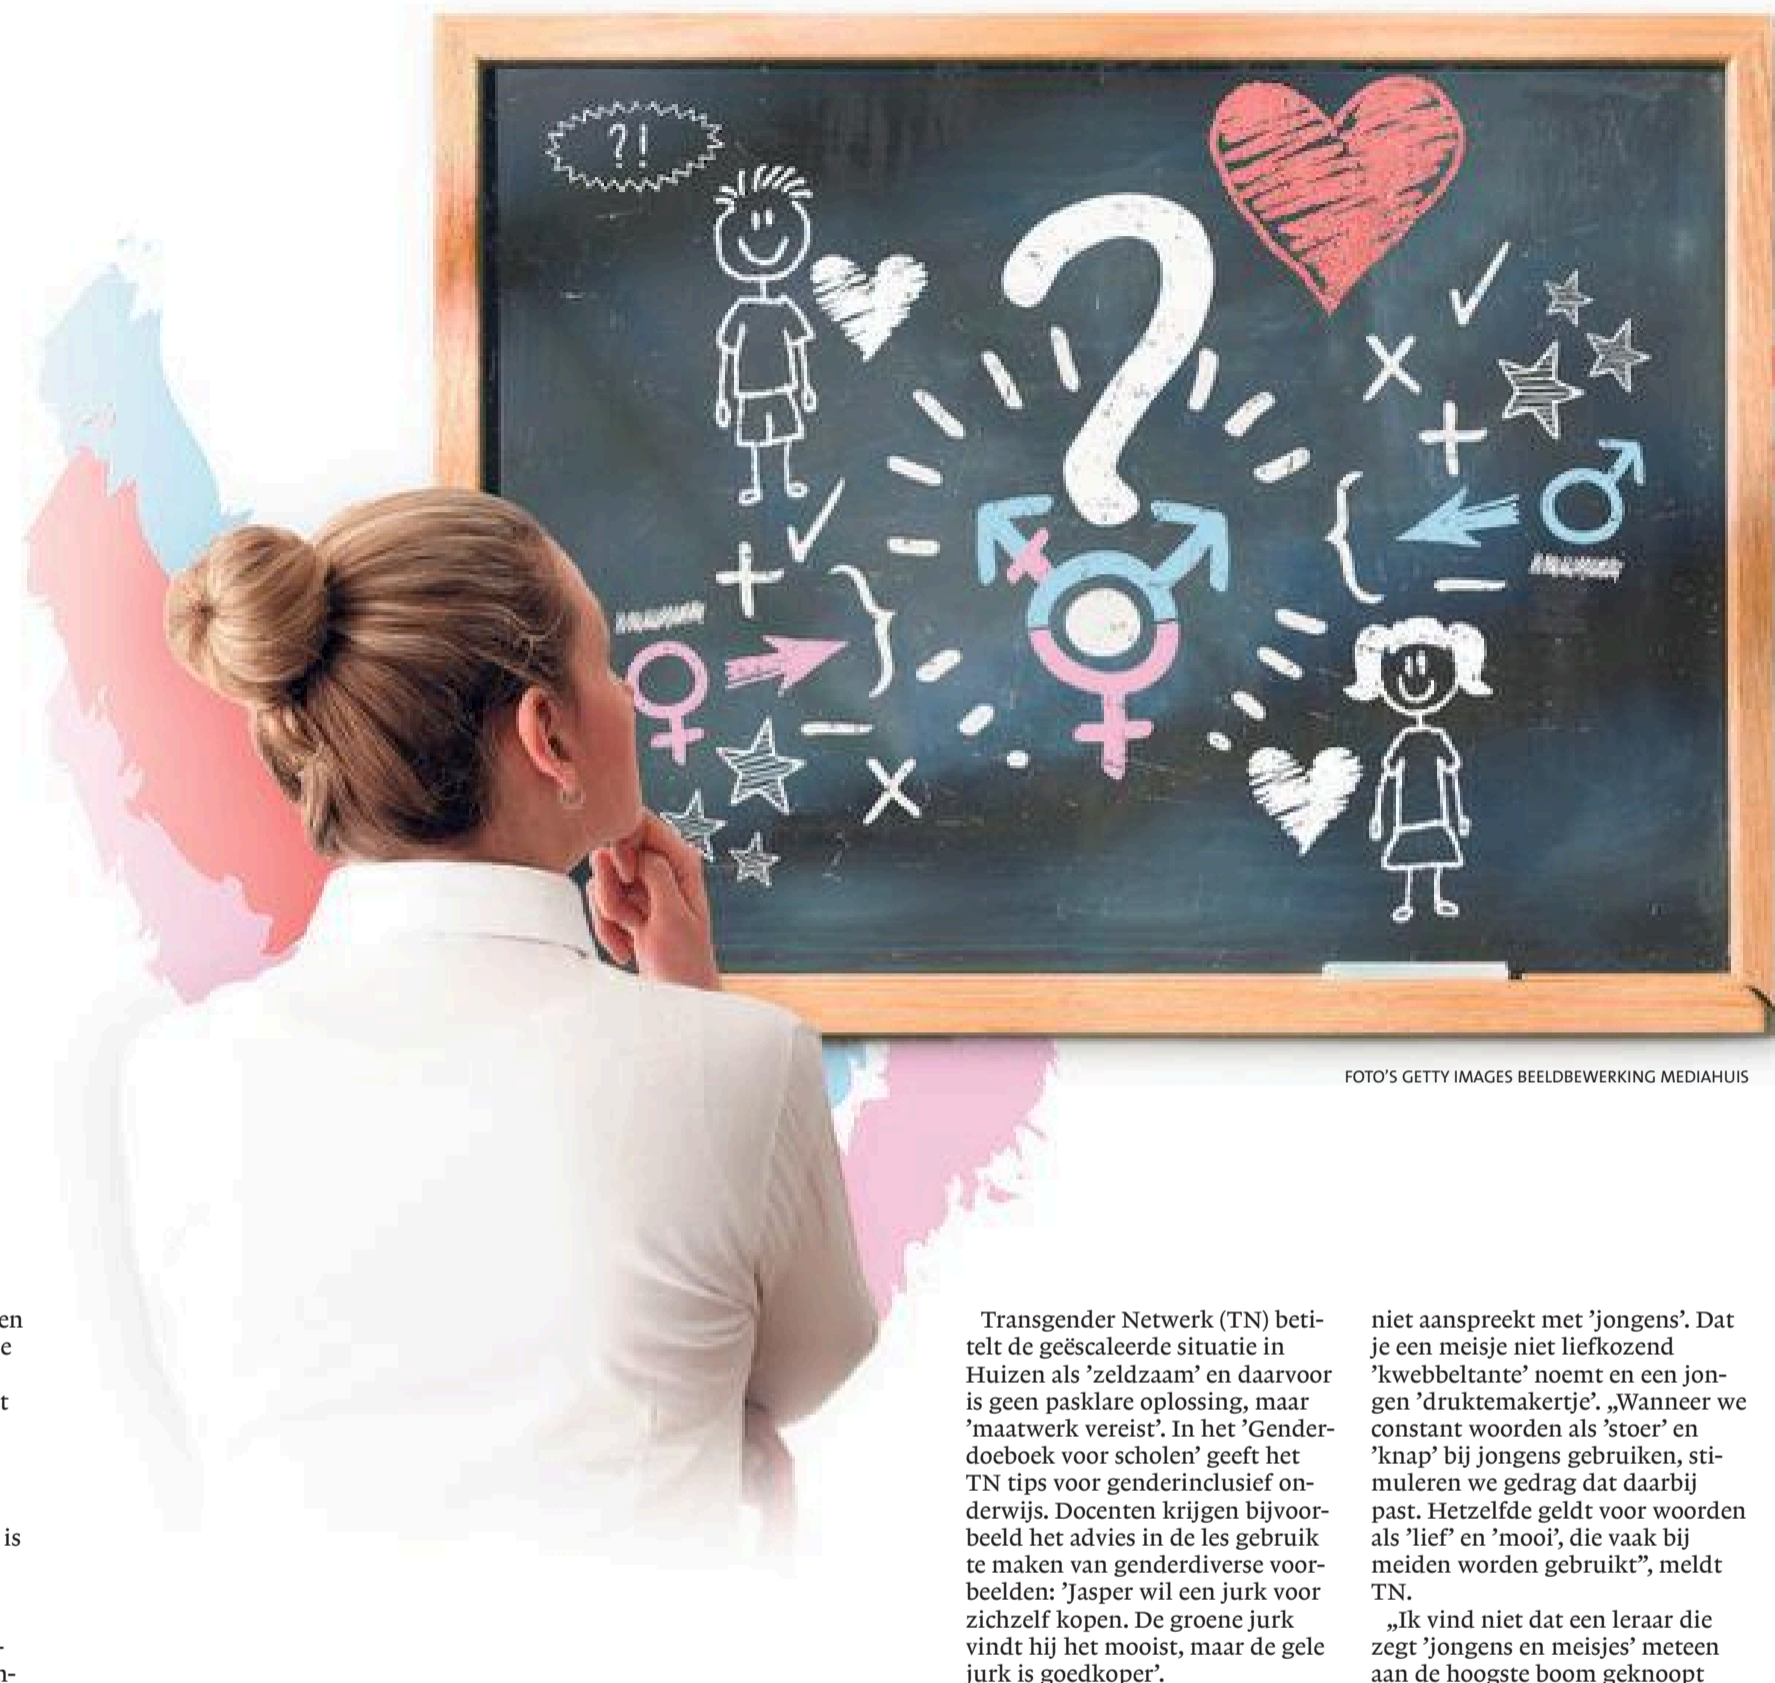 ?!
?
FOTO’S GETTY IMAGES BEELDBEWERKING MEDIAHUIS
en
e
t
is
-
n-
Transgender Netwerk (TN) beti-
telt de geëscaleerde situatie in
Huizen als ’zeldzaam’ en daarvoor
is geen pasklare oplossing, maar
’maatwerk vereist’. In het ’Gender-
doeboek voor scholen’ geeft het
TN tips voor genderinclusief on-
derwijs. Docenten krijgen bijvoor-
beeld het advies in de les gebruik
te maken van genderdiverse voor-
beelden: ’Jasper wil een jurk voor
zichzelf kopen. De groene jurk
vindt hij het mooist, maar de gele
jurk is goedkoper’.
niet aanspreekt met ’jongens’. Dat
je een meisje niet liefkozend
’kwebbeltante’ noemt en een jon-
gen ’druktemakertje’. „Wanneer we
constant woorden als ’stoer’ en
’knap’ bij jongens gebruiken, sti-
muleren we gedrag dat daarbij
past. Hetzelfde geldt voor woorden
als ’lief’ en ’mooi’, die vaak bij
meiden worden gebruikt”, meldt
TN.
„Ik vind niet dat een leraar die
zegt ’jongens en meisjes’ meteen
aan de hoogste boom geknoopt